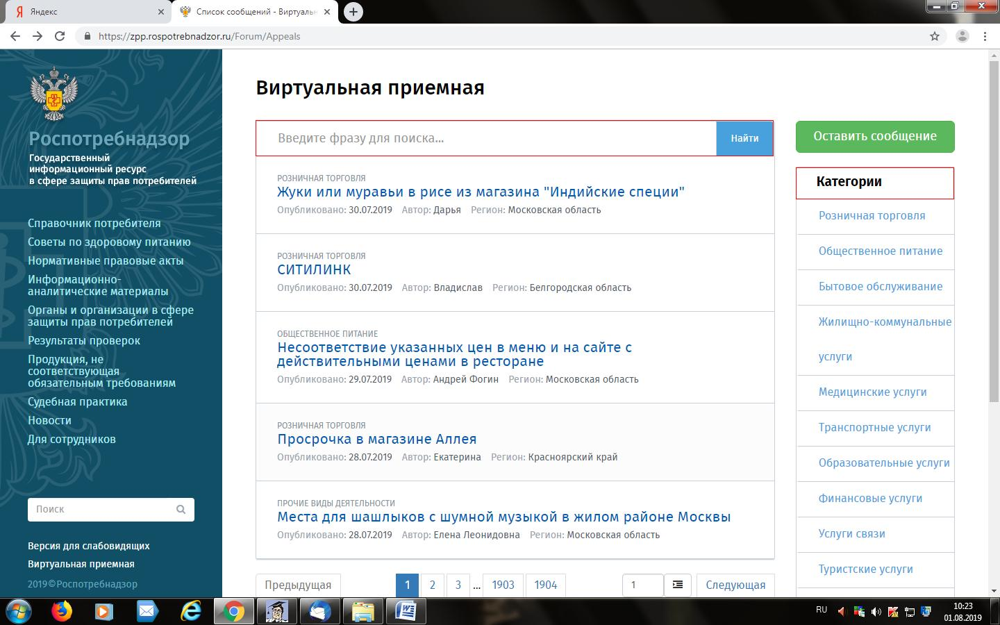 Яндекс
Список сообщений - Виртуальн
https://zpp.rospotrebnadzor.ru/Forum/Appeals
Роспотребнадзор
Государственный
информационный ресурс
в сфере защиты прав потребителей
Справочник потребителя
Советы по здоровому питанию
Нормативные правовые акты
Информационно-
аналитические материалы
Органы и организации в сфере
защиты прав потребителей
Результаты проверок
Продукция, не
соответствующая
обязательным требованиям
Судебная практика
Новости
Для сотрудников
Поиск
Версия для слабовидящих
Виртуальная приемная
2019©Роспотребнадзор
Виртуальная приемная
Введите фразу для поиска...
Найти
РОЗНИЧНАЯ ТОРГОВЛЯ
Жуки или муравьи в рисе из магазина "Индийские специи"
Опубликовано: 30.07.2019 Автор: Дарья Регион: Московская область
РОЗНИЧНАЯ ТОРГОВЛЯ
СИТИЛИНК
Опубликовано: 30.07.2019 Автор: Владислав Регион: Белгородская область
ОБЩЕСТВЕННОЕ ПИТАНИЕ
Несоответствие указанных цен в меню и на сайте с
действительными ценами в ресторане
Опубликовано: 29.07.2019 Автор: Андрей Фогин Регион: Московская область
РОЗНИЧНАЯ ТОРГОВЛЯ
Просрочка в магазине Аллея
Опубликовано: 28.07.2019 Автор: Екатерина Регион: Красноярский край
ПРОЧИЕ ВИДЫ ДЕЯТЕЛЬНОСТИ
Места для шашлыков с шумной музыкой в жилом районе Москвы
Опубликовано: 28.07.2019 Автор: Елена Леонидовна Регион: Московская область
Предыдущая 1 2 3 ... 1903 1904 1 Следующая
Оставить сообщение
Категории
Розничная торговля
Общественное питание
Бытовое обслуживание
Жилищно-коммунальные
услуги
Медицинские услуги
Транспортные услуги
Образовательные услуги
Финансовые услуги
Услуги связи
Туристские услуги
RU
10:23
01.08.2019